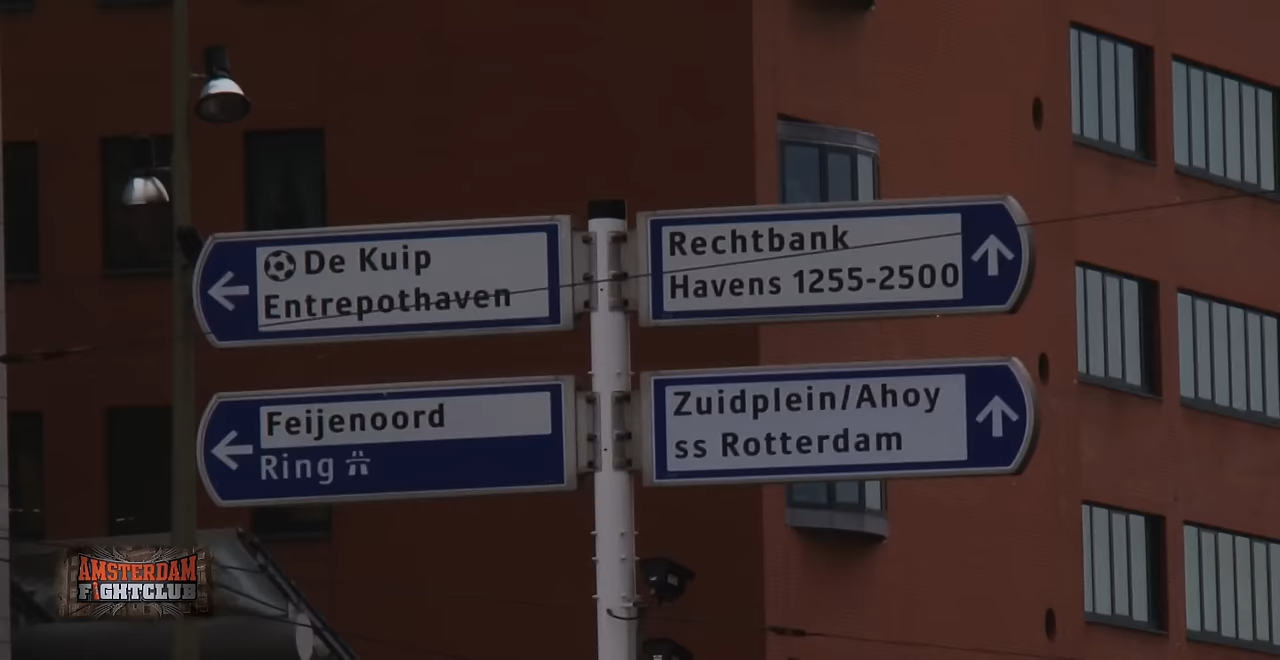 De Kuip
Entrepothaven
Rechtbank
Havens 1255-2500
Feijenoord
Ring
Zuidplein/Ahoy
ss Rotterdam
AMSTERDAM
FIGHTCLUB